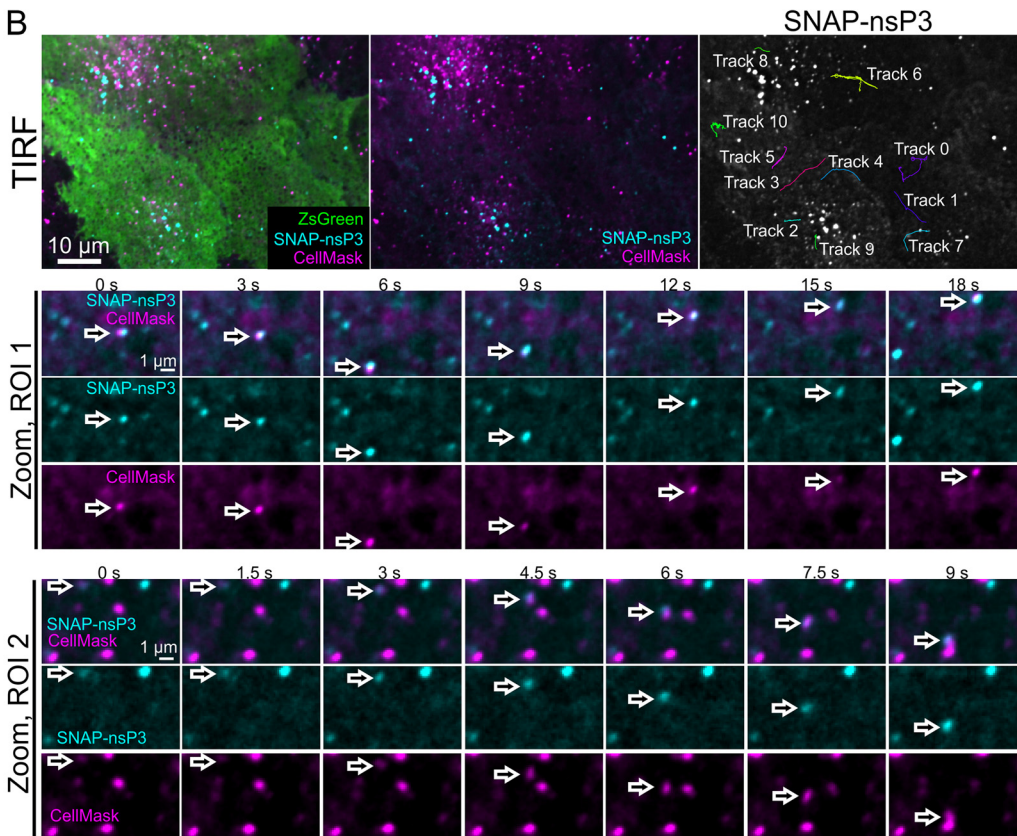 B
TIRF
SNAP-nsP3
ZsGreen
SNAP-nsP3
CellMask
10 µm
SNAP-nsP3
CellMask
Track 8
Track 6
Track 10
Track 5
Track 4
Track 0
Track 3
Track 1
Track 2
Track 9
Track 7
Zoom, ROI 1
0 s 3 s 6 s 9 s 12 s 15 s 18 s
SNAP-nsP3
CellMask
1 µm
SNAP-nsP3
CellMask
Zoom, ROI 2
0 s 1.5 s 3 s 4.5 s 6 s 7.5 s 9 s
SNAP-nsP3
CellMask
1 µm
SNAP-nsP3
CellMask